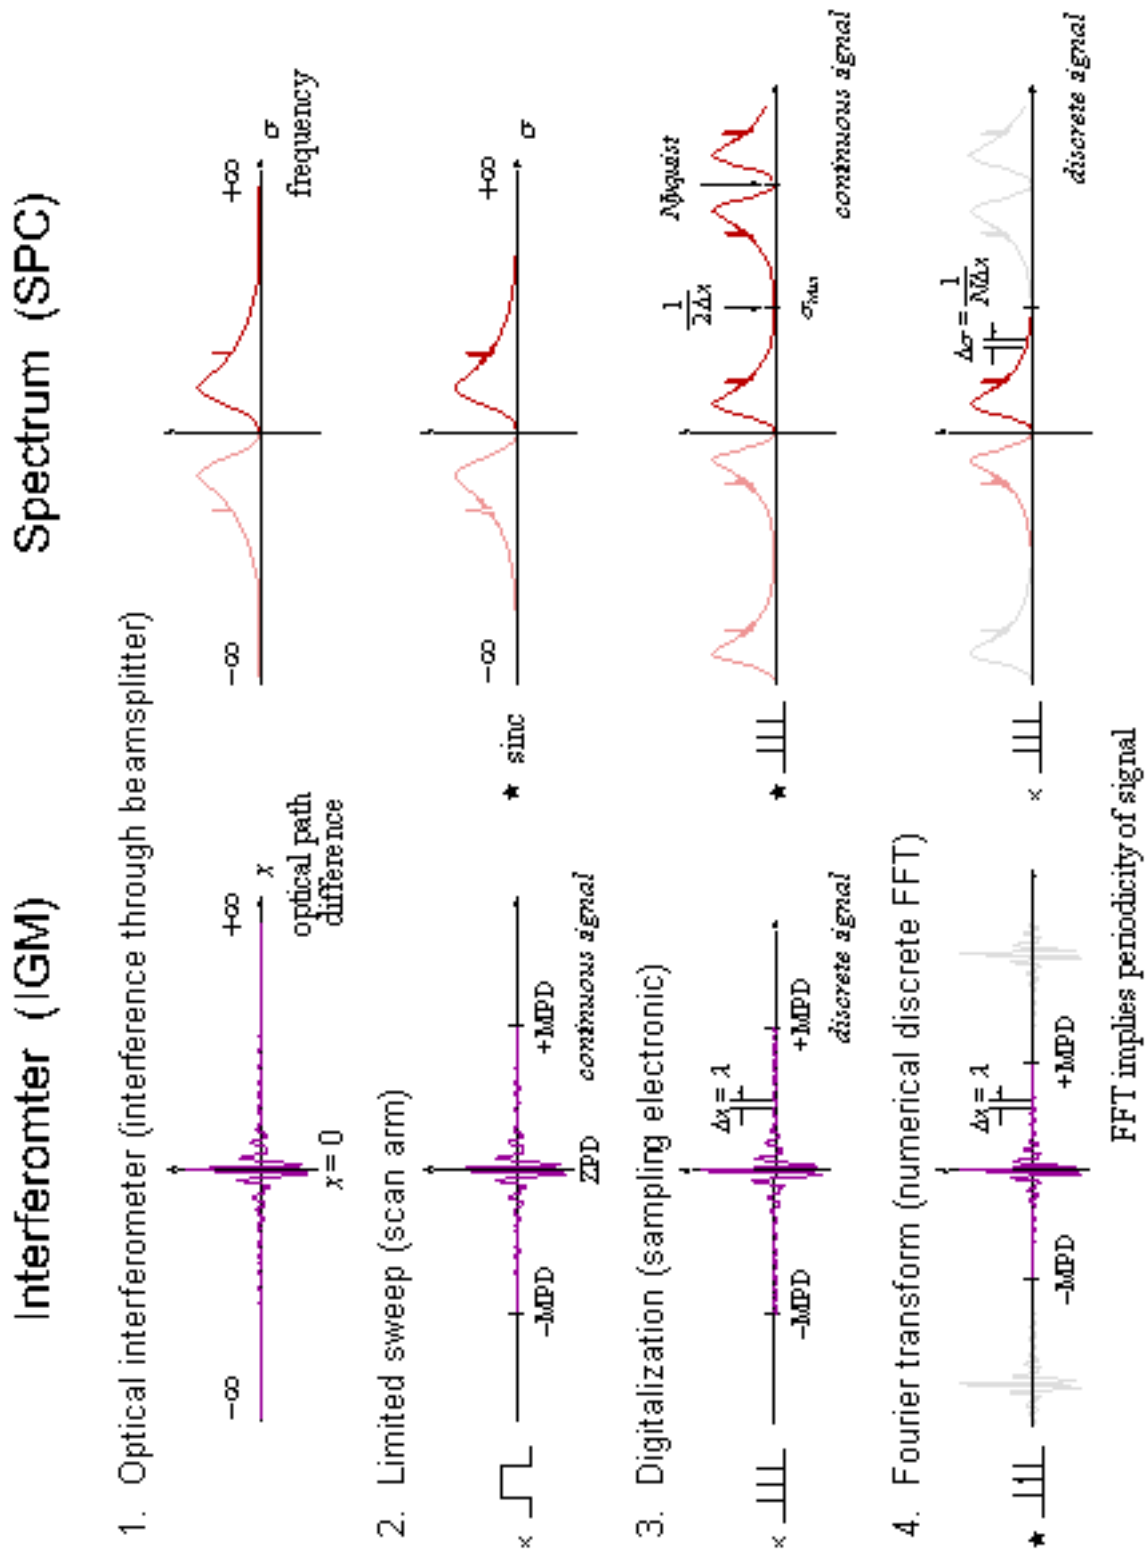 Interferomter (IGM)
Spectrum (SPC)
1. Optical interferometer (interference through beamsplitter)
−∞
+∞
x
x = 0
optical path
difference
−∞
+∞
σ
frequency
2. Limited sweep (scan arm)
×
−MPD
ZPD
+MPD
continuous signal
★ sinc
−∞
+∞
σ
3. Digitalization (sampling electronic)
×
−MPD
Δx = λ
+MPD
discrete signal
★
1
2Δx
σMax
Nyquist
continuous signal
4. Fourier transform (numerical discrete FFT)
★
−MPD
Δx = λ
+MPD
×
Δσ = 1
NΔx
discrete signal
FFT implies periodicity of signal